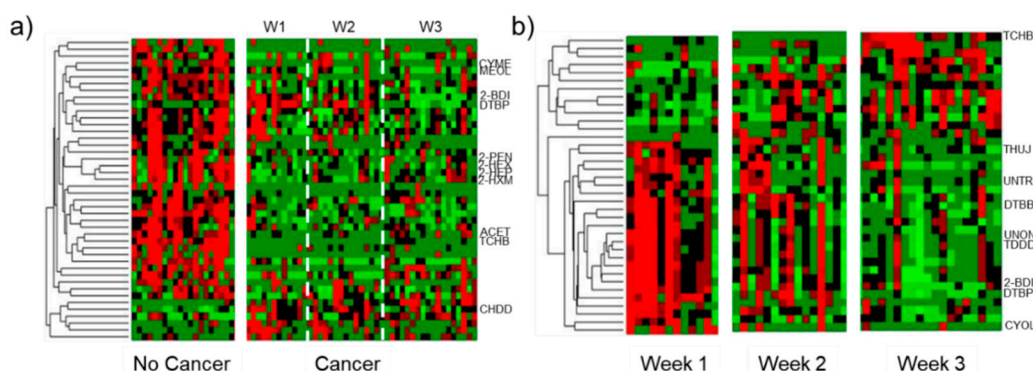 a)
W1 W2 W3
CYME
MEOL
2-BDI
DTBP
2-PEN
2-HEX
2-HEP
2-HXM
ACET
TCHB
CHDD
No Cancer
Cancer
b)
TCHB
THUJ
UNTR
DTBB
UNON
TDDD
2-BDI
DTBP
CYOL
Week 1
Week 2
Week 3